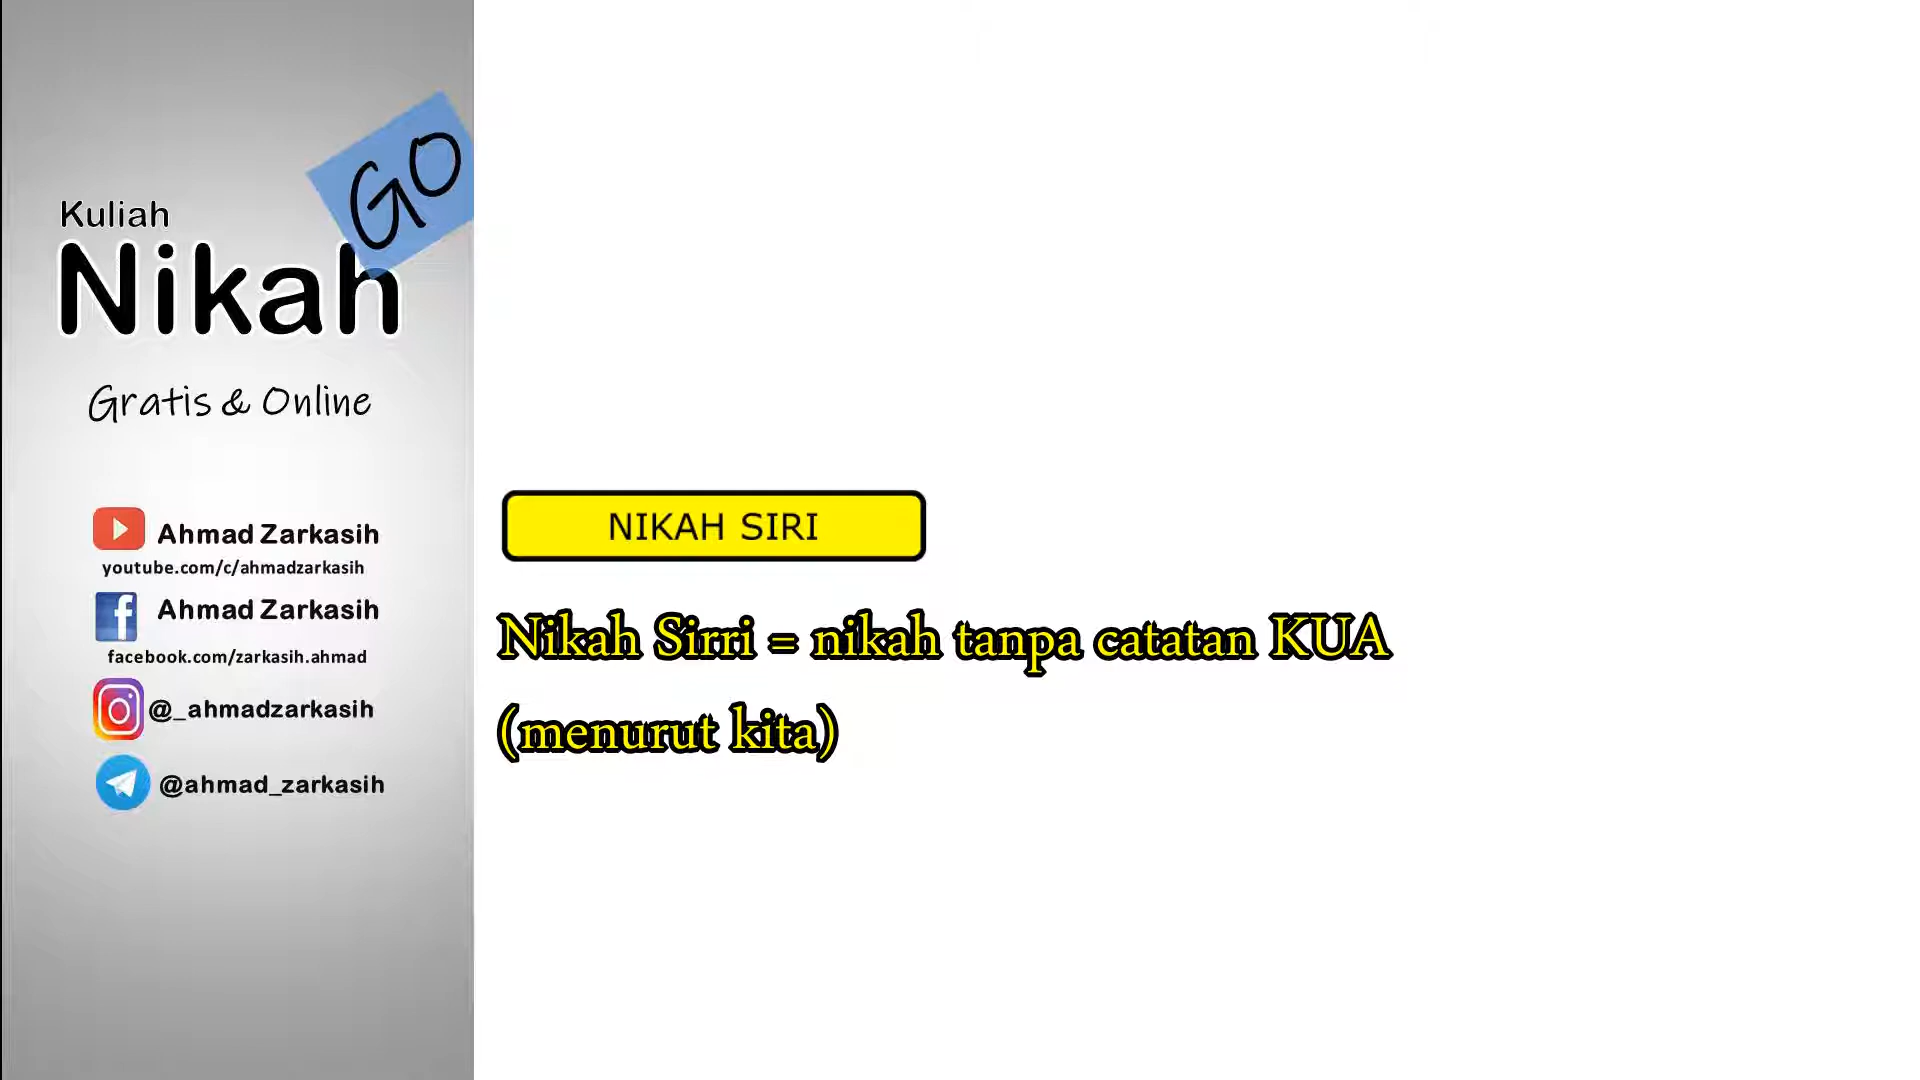 GO
Kuliah
Nikah
Gratis & Online
Ahmad Zarkasih
youtube.com/c/ahmadzarkasih
Ahmad Zarkasih
facebook.com/zarkasih.ahmad
@_ahmadzarkasih
@ahmad_zarkasih
NIKAH SIRI
Nikah Sirri = nikah tanpa catatan KUA
(menurut kita)